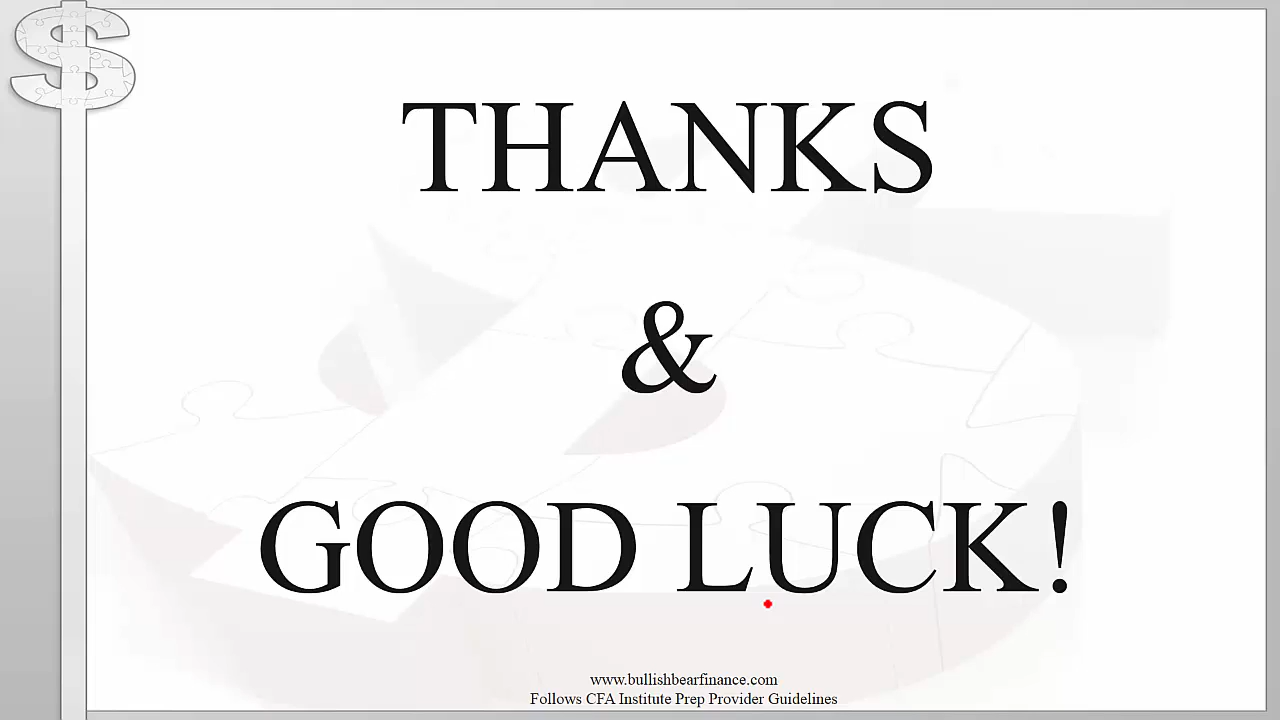 THANKS
&
GOOD LUCK!
www.bullishbearfinance.com
Follows CFA Institute Prep Provider Guidelines